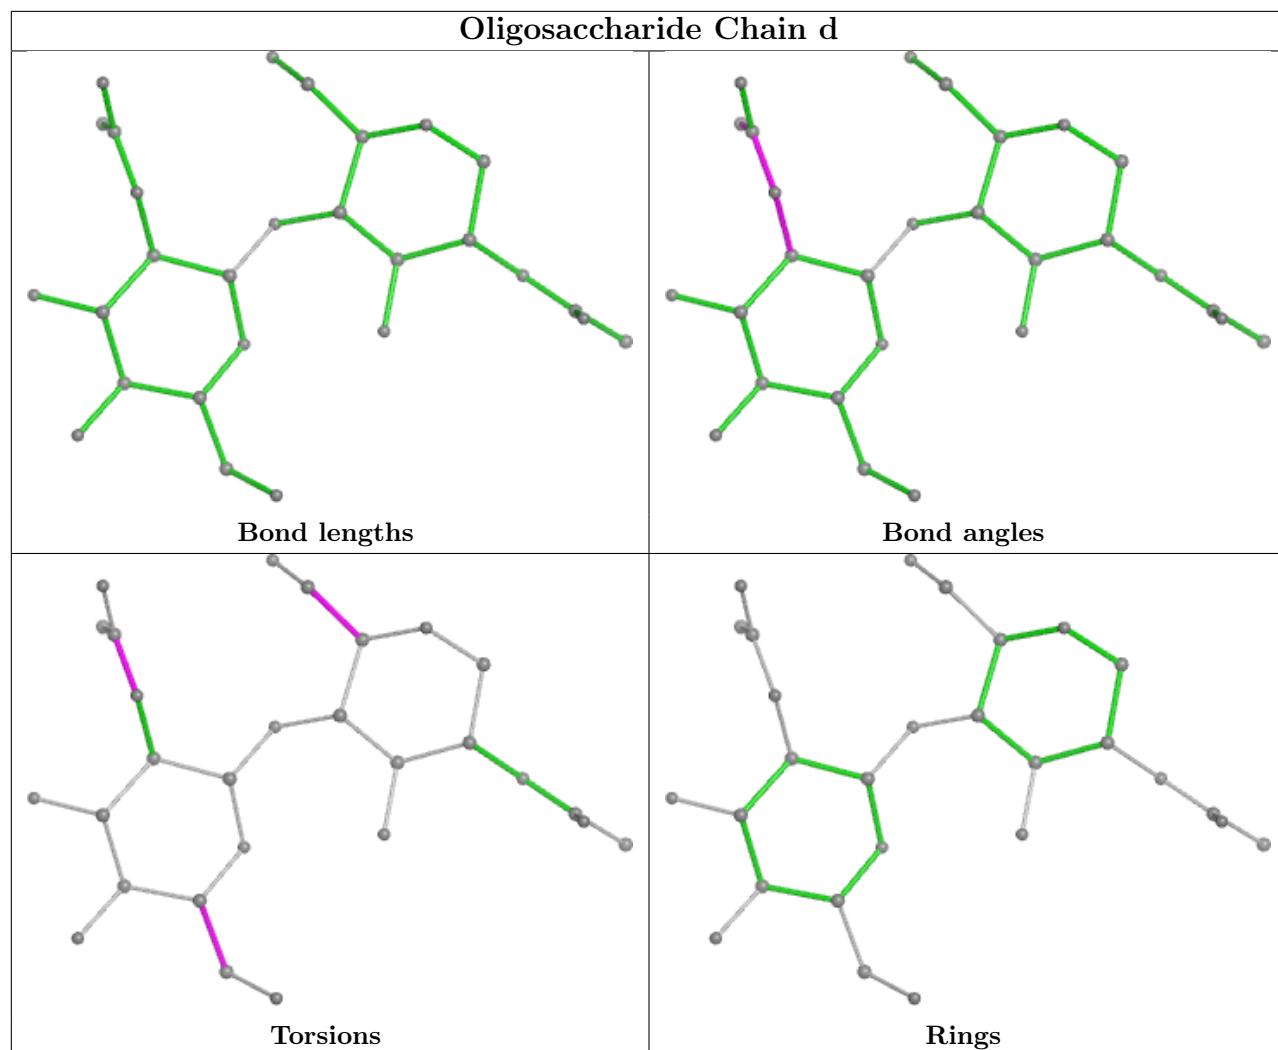 Oligosaccharide Chain d
Bond lengths
Bond angles
Torsions
Rings